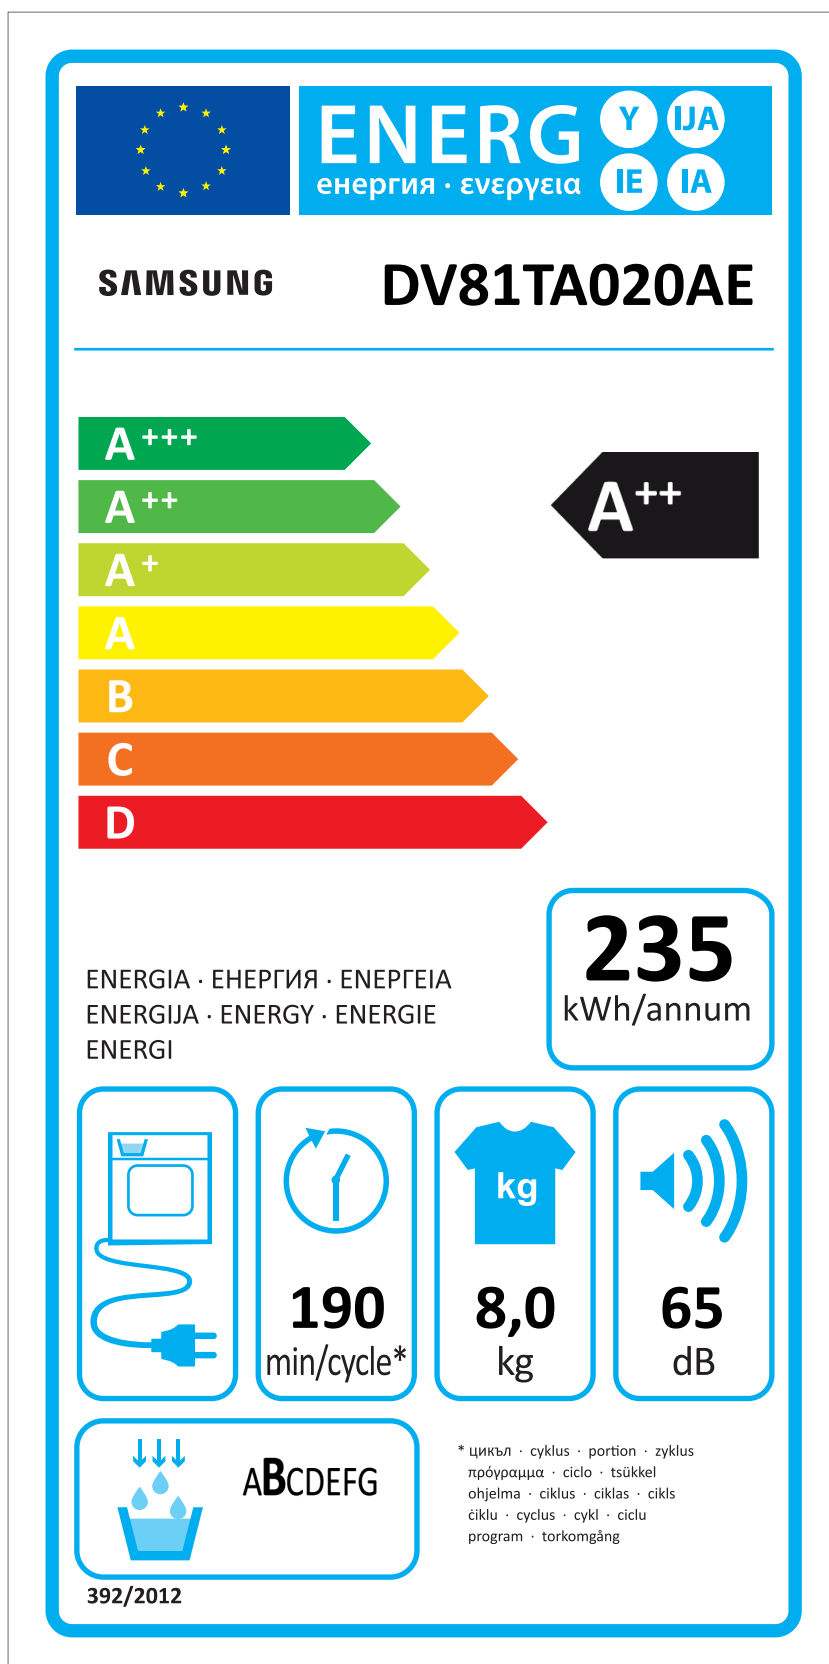 ENERG
Y
IJA
енергия · ενεργεια
IE
IA
SAMSUNG
DV81TA020AE
A+++
A++
A++
A+
A
B
C
D
235
kWh/annum
ENERGIA · ЕНЕРГИЯ · ΕΝΕΡΓΕΙΑ
ENERGIJA · ENERGY · ENERGIE
ENERGI
kg
190
min/cycle*
8,0
kg
65
dB
ABCDEFG
* цикъл · cyklus · portion · zyklus
πρόγραμμα · ciclo · tsükkel
ohjelma · ciklus · ciklas · cikls
ċiklu · cyclus · cykl · ciclu
program · torkomgång
392/2012